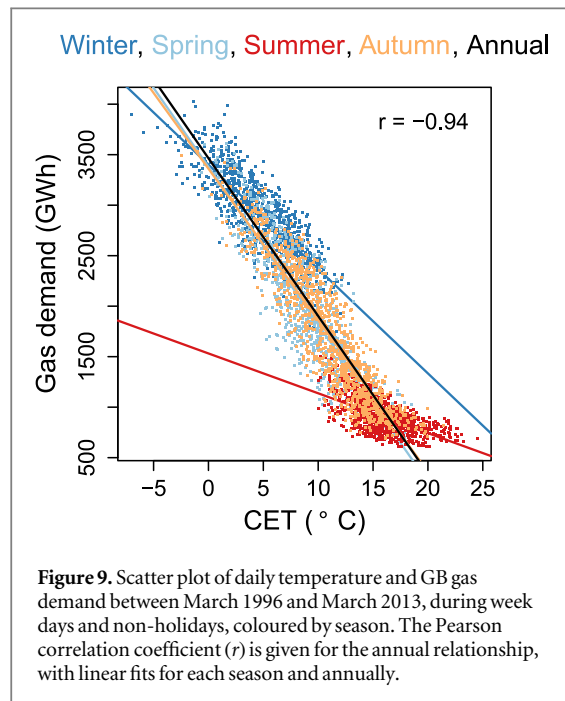 Winter, Spring, Summer, Autumn, Annual
r = −0.94
Gas demand (GWh)
3500
2500
1500
500
−5 0 5 10 15 20 25
CET ( ° C)
Figure 9. Scatter plot of daily temperature and GB gas
demand between March 1996 and March 2013, during week
days and non-holidays, coloured by season. The Pearson
correlation coefficient (r) is given for the annual relationship,
with linear fits for each season and annually.